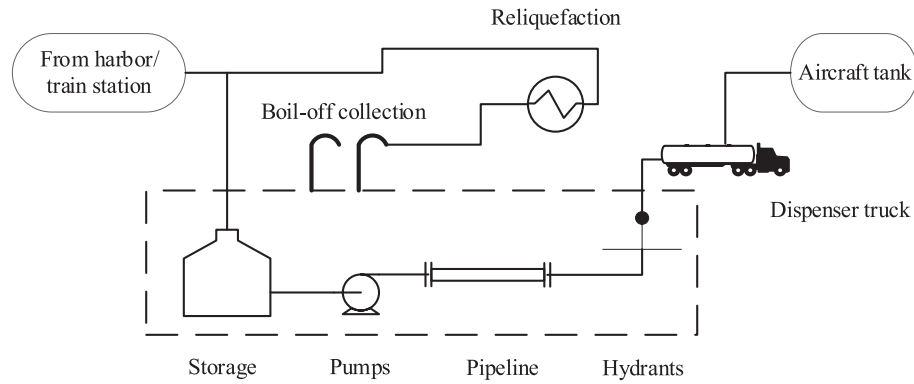 Reliquefaction
From harbor/
train station
Aircraft tank
Boil-off collection
Dispenser truck
Storage
Pumps
Pipeline
Hydrants